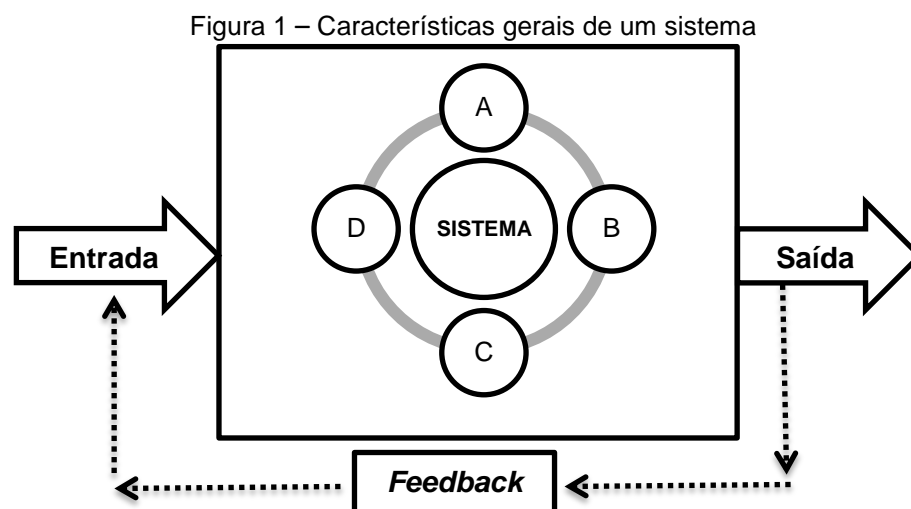 Figura 1 – Características gerais de um sistema
A
Entrada
D
SISTEMA
B
Saída
C
Feedback